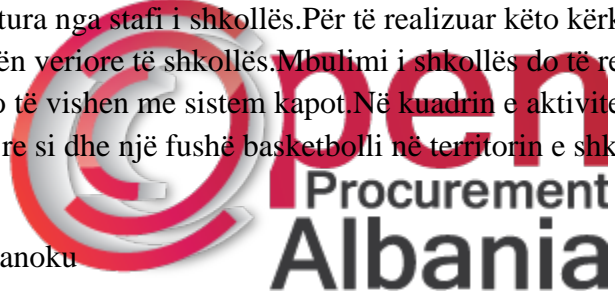 tura nga stafi i shkollës.Për të realizuar këto kërk
ën veriore të shkollës.Mbulimi i shkollës do të re
o të vishen me sistem kapot.Në kuadrin e aktivite
re si dhe një fushë basketbolli në territorin e shk
Open
Procurement
Albania
anoku